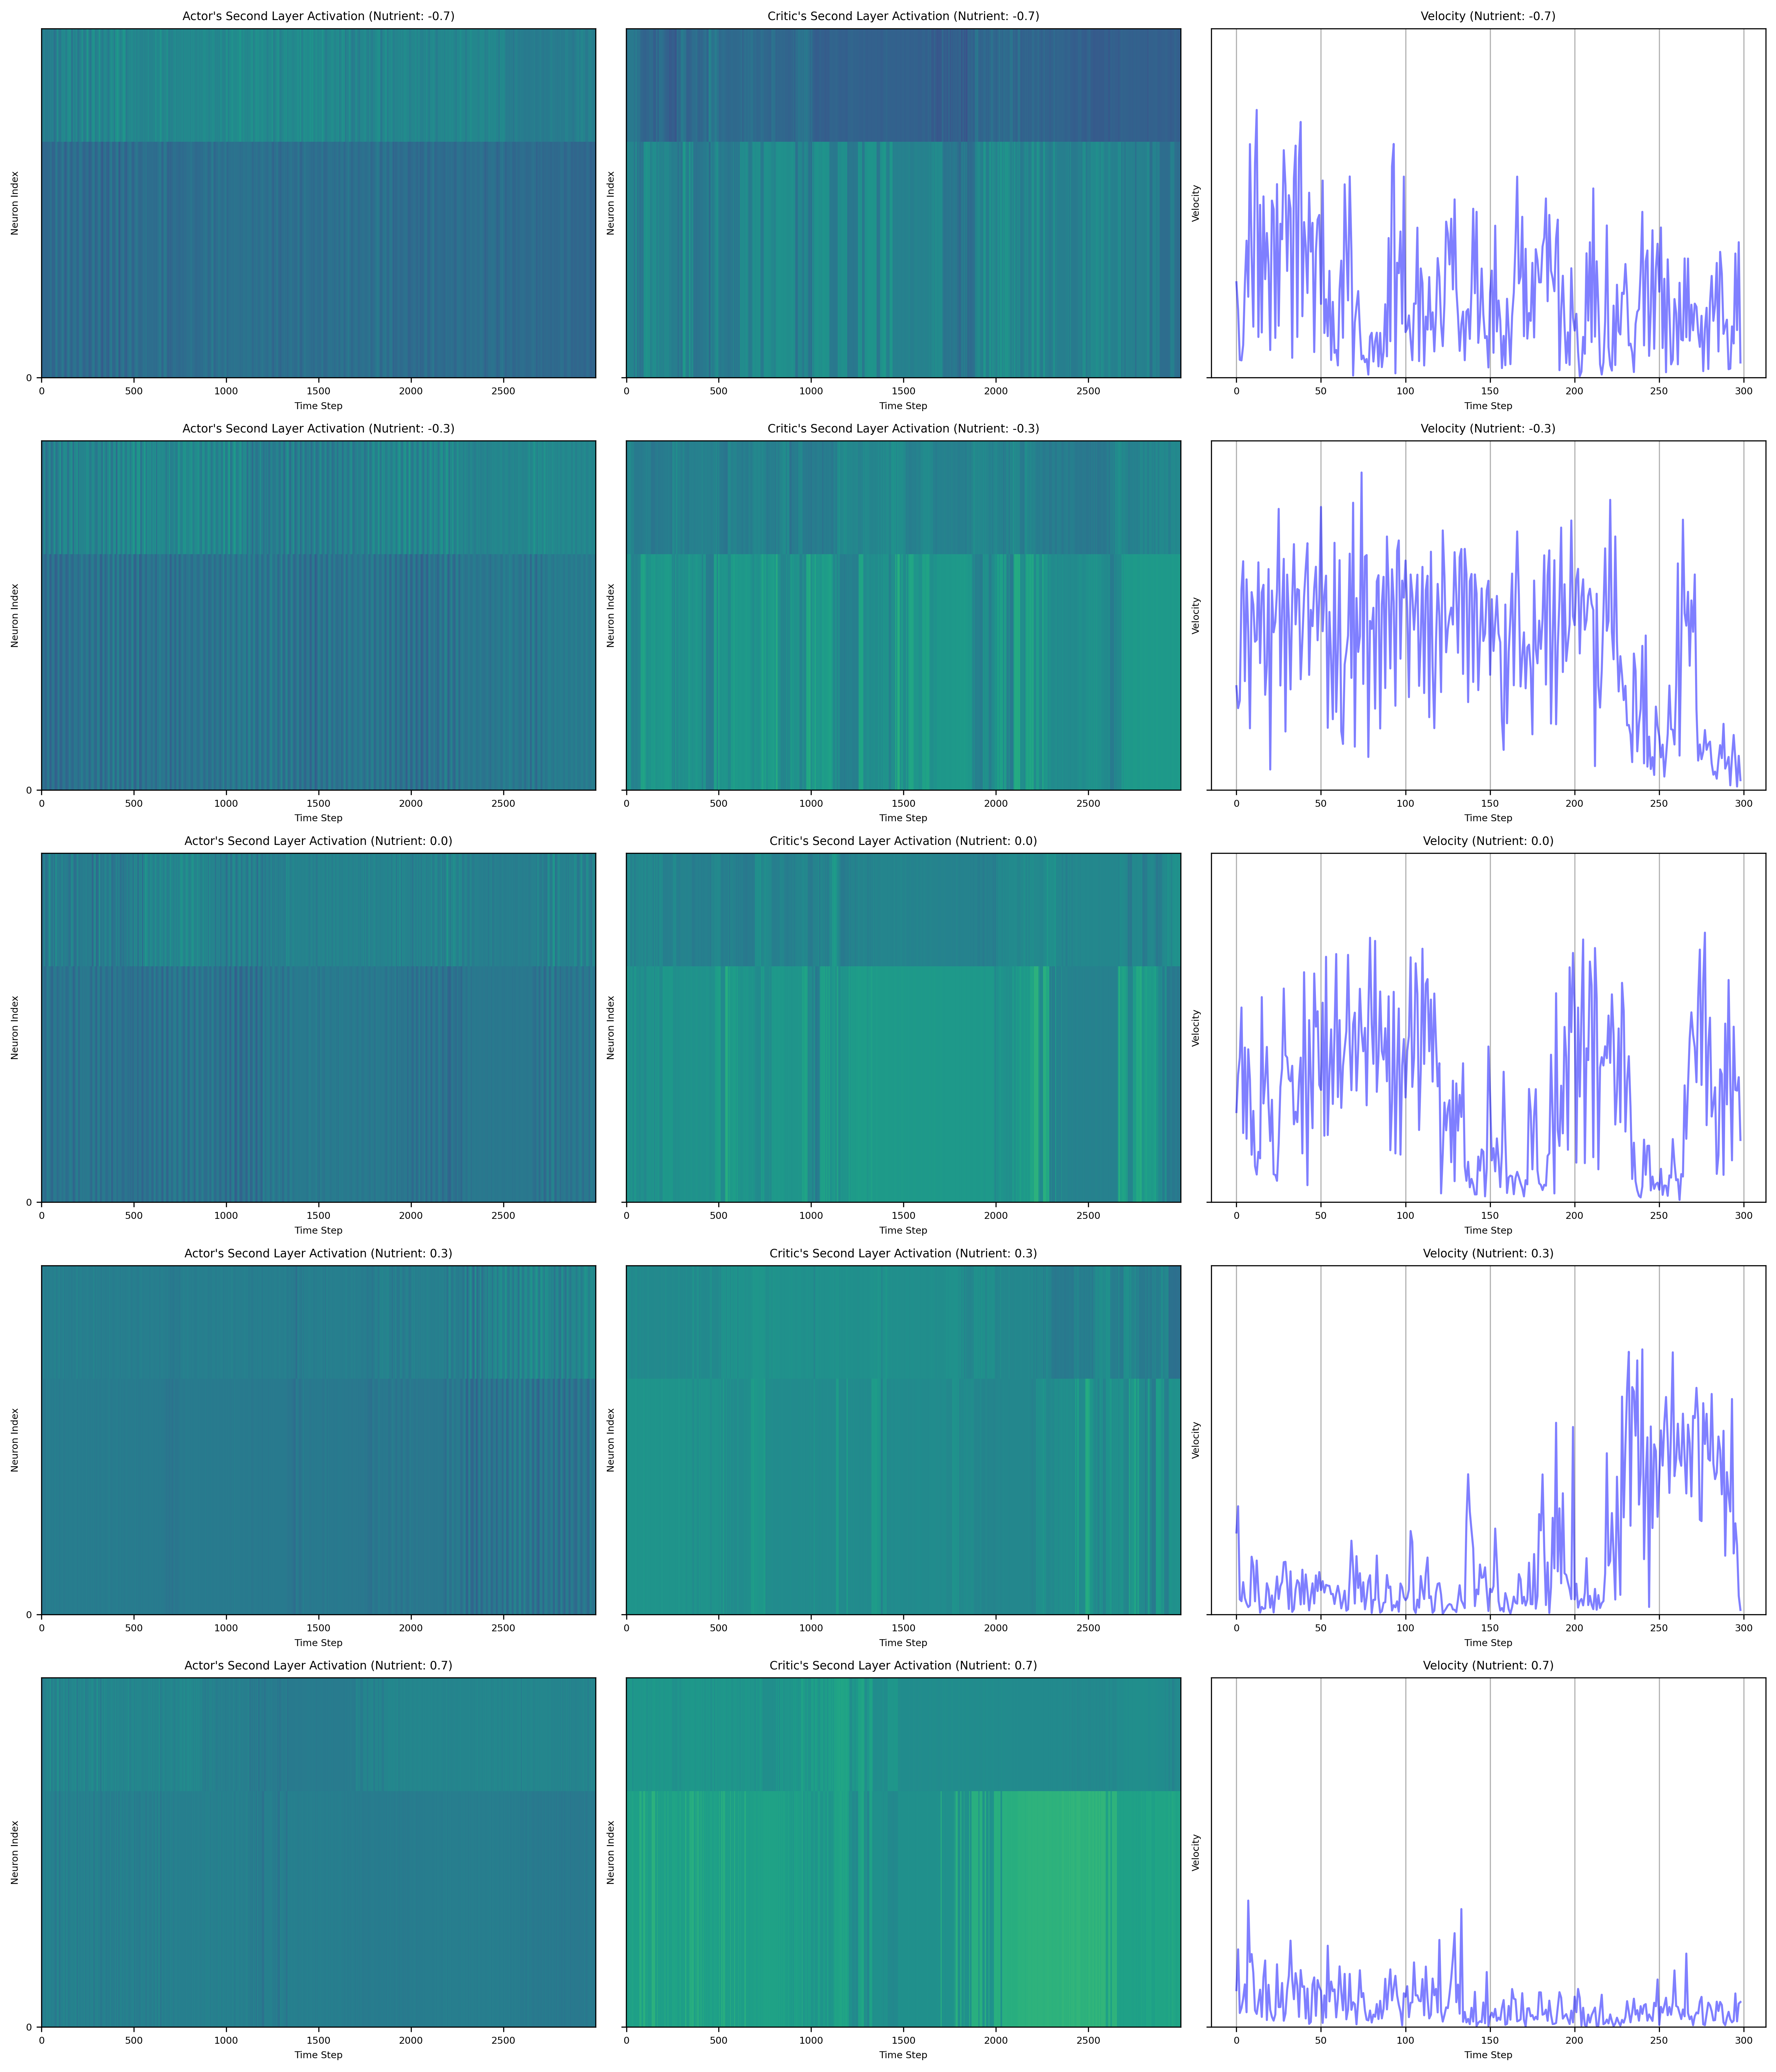 Actor's Second Layer Activation (Nutrient: -0.7)
Neuron Index
0
0 500 1000 1500 2000 2500
Time Step
Critic's Second Layer Activation (Nutrient: -0.7)
Neuron Index
0 500 1000 1500 2000 2500
Time Step
Velocity (Nutrient: -0.7)
Velocity
0 50 100 150 200 250 300
Time Step
Actor's Second Layer Activation (Nutrient: -0.3)
Neuron Index
0
0 500 1000 1500 2000 2500
Time Step
Critic's Second Layer Activation (Nutrient: -0.3)
Neuron Index
0 500 1000 1500 2000 2500
Time Step
Velocity (Nutrient: -0.3)
Velocity
0 50 100 150 200 250 300
Time Step
Actor's Second Layer Activation (Nutrient: 0.0)
Neuron Index
0
0 500 1000 1500 2000 2500
Time Step
Critic's Second Layer Activation (Nutrient: 0.0)
Neuron Index
0 500 1000 1500 2000 2500
Time Step
Velocity (Nutrient: 0.0)
Velocity
0 50 100 150 200 250 300
Time Step
Actor's Second Layer Activation (Nutrient: 0.3)
Neuron Index
0
0 500 1000 1500 2000 2500
Time Step
Critic's Second Layer Activation (Nutrient: 0.3)
Neuron Index
0 500 1000 1500 2000 2500
Time Step
Velocity (Nutrient: 0.3)
Velocity
0 50 100 150 200 250 300
Time Step
Actor's Second Layer Activation (Nutrient: 0.7)
Neuron Index
0
0 500 1000 1500 2000 2500
Time Step
Critic's Second Layer Activation (Nutrient: 0.7)
Neuron Index
0 500 1000 1500 2000 2500
Time Step
Velocity (Nutrient: 0.7)
Velocity
0 50 100 150 200 250 300
Time Step